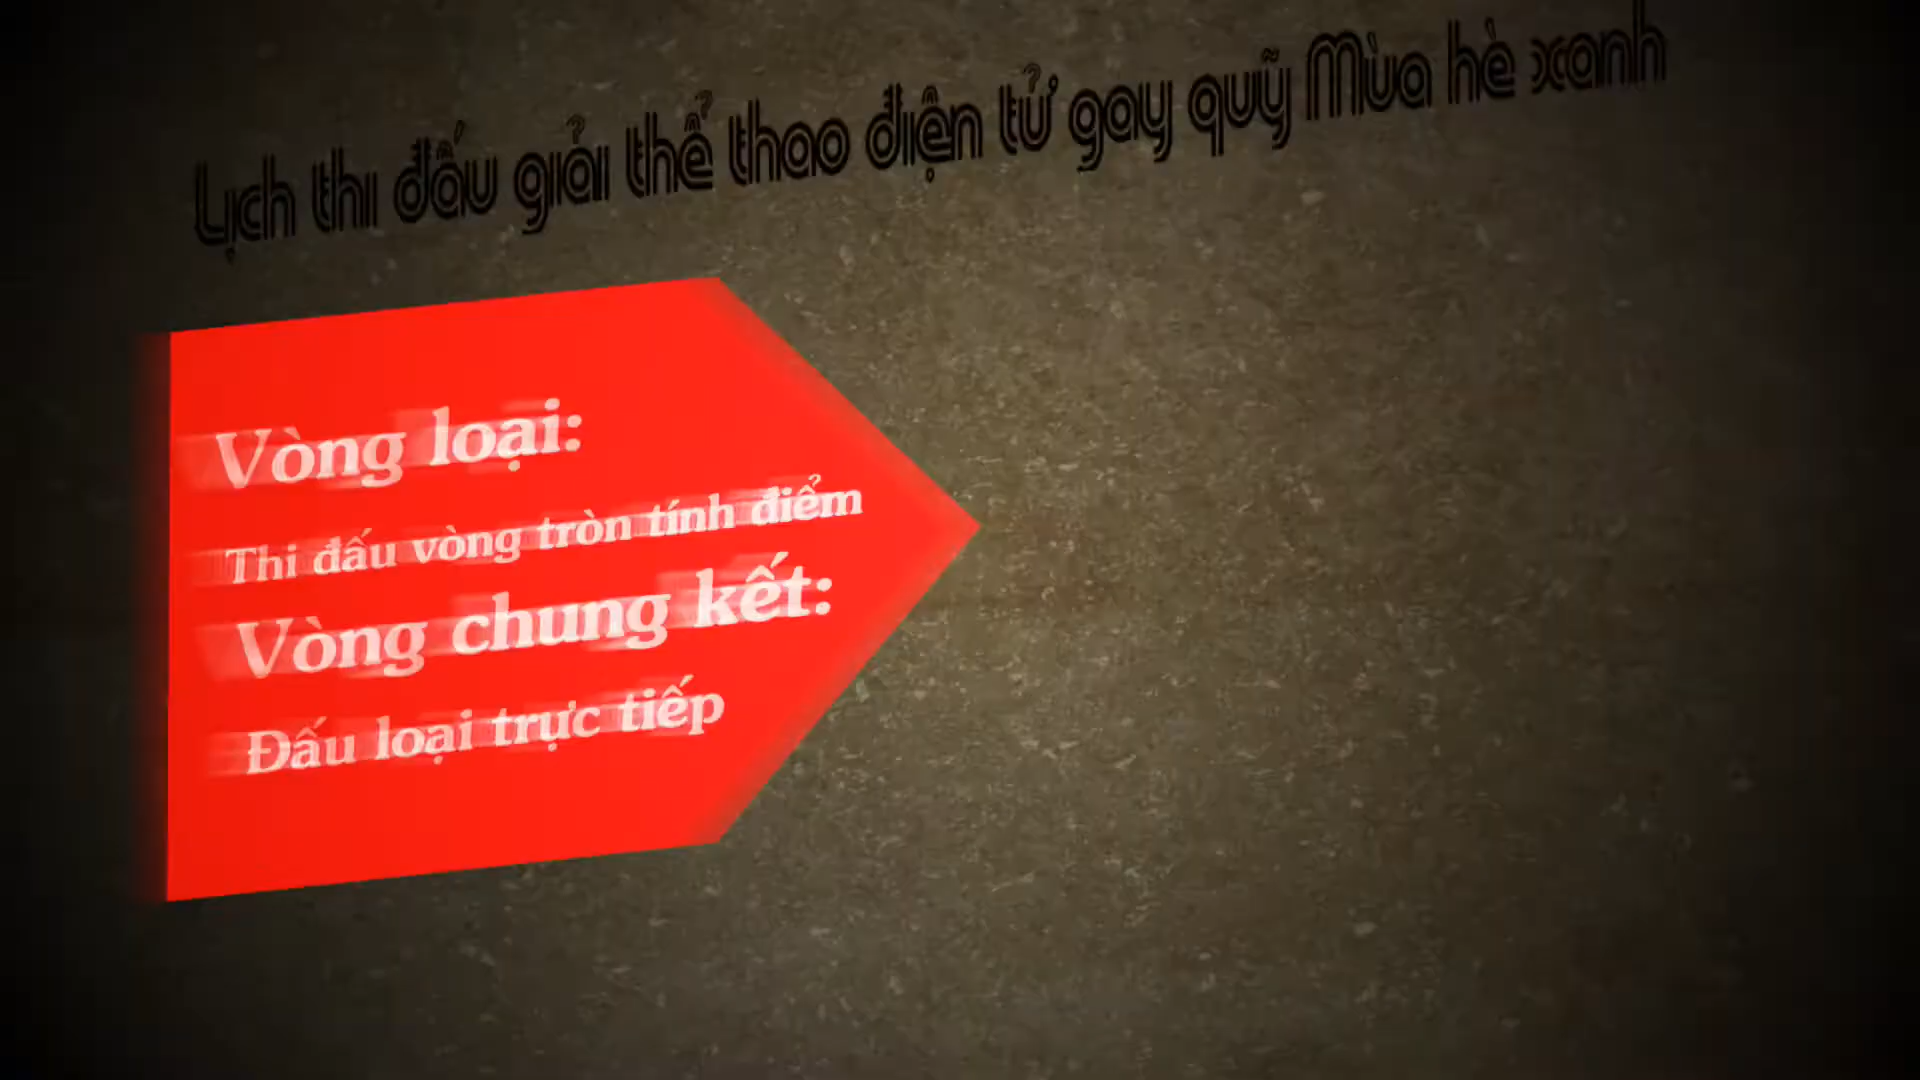 Lịch thi đấu giải thể thao điện tử gay quỹ Mùa hè xanh
Vòng loại:
Thi đấu vòng tròn tính điểm
Vòng chung kết:
Đấu loại trực tiếp